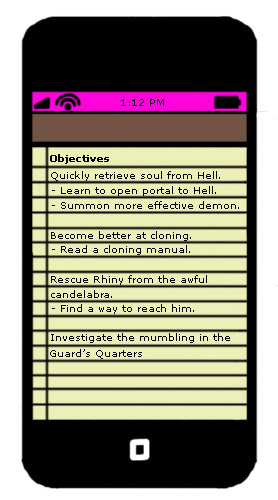 1:12 PM
Objectives
Quickly retrieve soul from Hell.
- Learn to open portal to Hell.
- Summon more effective demon.
Become better at cloning.
- Read a cloning manual.
Rescue Rhiny from the awful
candelabra.
- Find a way to reach him.
Investigate the mumbling in the
Guard's Quarters